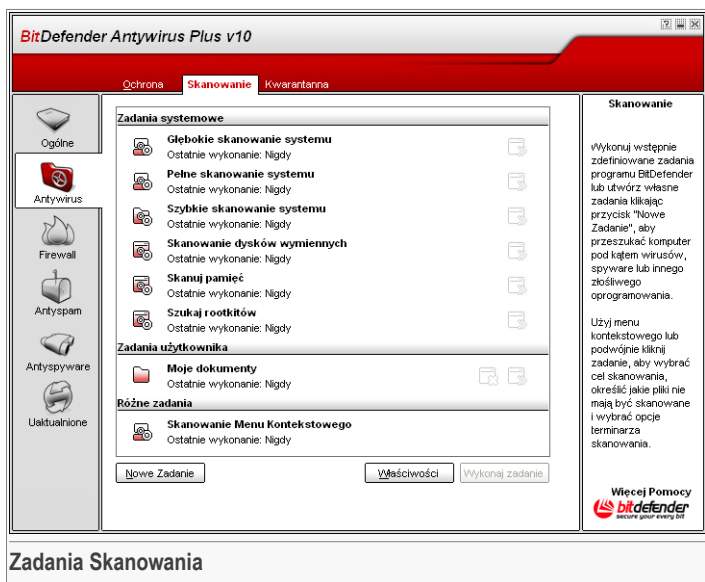 BitDefender Antywirus Plus v10
Ochrona Skanowanie Kwarantanna
Ogólne
Antywirus
Firewall
Antyspam
Antyspyware
Uaktualnione
Zadania systemowe
Głębokie skanowanie systemu
Ostatnie wykonanie: Nigdy
Pełne skanowanie systemu
Ostatnie wykonanie: Nigdy
Szybkie skanowanie systemu
Ostatnie wykonanie: Nigdy
Skanowanie dysków wymiennych
Ostatnie wykonanie: Nigdy
Skanuj pamięć
Ostatnie wykonanie: Nigdy
Szukaj rootkitów
Ostatnie wykonanie: Nigdy
Zadania użytkownika
Moje dokumenty
Ostatnie wykonanie: Nigdy
Różne zadania
Skanowanie Menu Kontekstowego
Ostatnie wykonanie: Nigdy
Nowe Zadanie Właściwości Wykonaj zadanie
Skanowanie
Wykonuj wstępnie
zdefiniowane zadania
programu BitDefender
lub utwórz własne
zadania klikając
przycisk "Nowe
Zadanie", aby
przeszukać komputer
pod kątem wirusów,
spyware lub innego
złośliwego
oprogramowania.
Użyj menu
kontekstowego lub
podwójnie kliknij
zadanie, aby wybrać
cel skanowania,
określić jakie pliki nie
mają być skanowane
i wybrać opcje
terminarza
skanowania.
Więcej Pomocy
bitdefender
secure your every bit
Zadania Skanowania